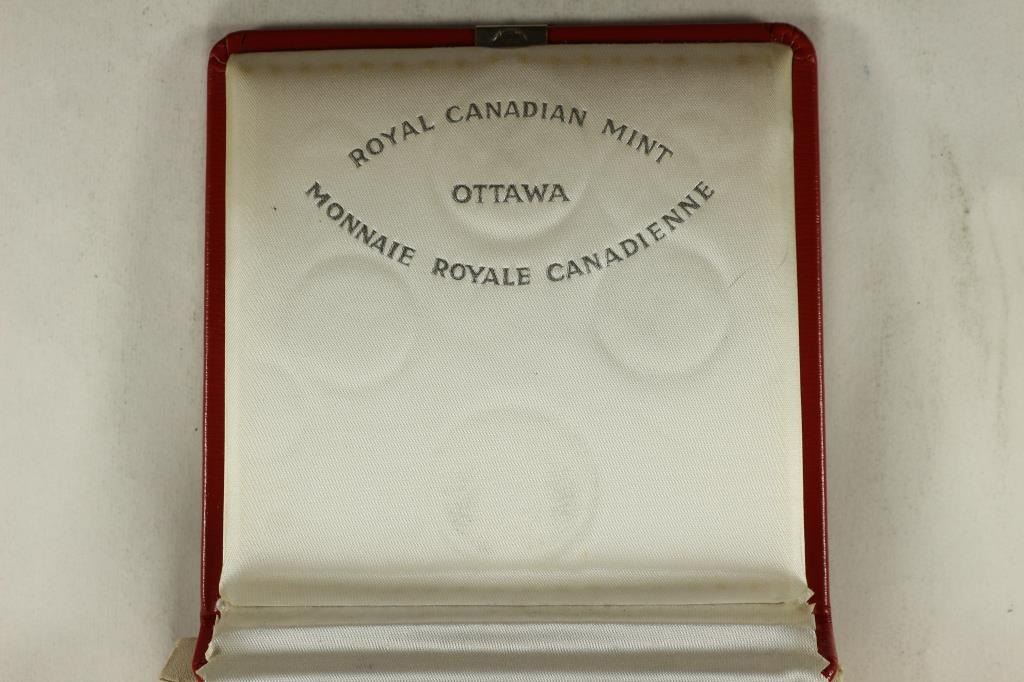 ROYAL CANADIAN MINT
OTTAWA
MONNAIE ROYALE CANADIENNE